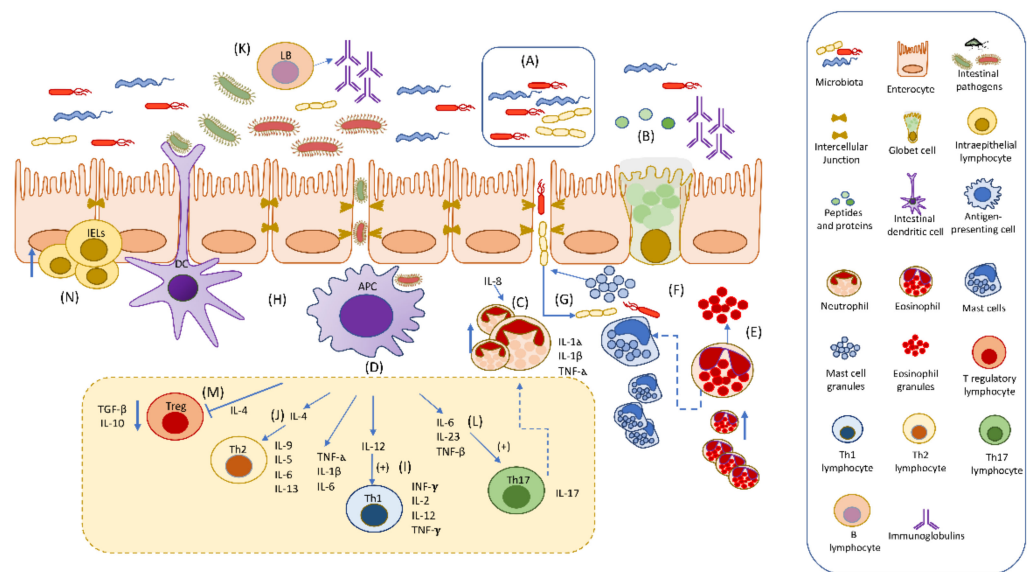 (K)
LB
(A)
(B)
IELs
DC
(N)
(H)
APC
(D)
IL-8
(C)
(G)
(F)
(E)
IL-1a
IL-1β
TNF-a
TGF-β
IL-10
Treg
(M)
IL-4
(J)
IL-4
Th2
IL-9
IL-5
IL-6
IL-13
TNF-a
IL-1β
IL-6
IL-12
(+)
(I)
Th1
INF-γ
IL-2
IL-12
TNF-γ
IL-6
IL-23
TNF-β
(L)
(+)
Th17
IL-17
Microbiota
Enterocyte
Intestinal
pathogens
Intercellular
Junction
Globet cell
Intraepithelial
lymphocyte
Peptides
and proteins
Intestinal
dendritic cell
Antigen-
presenting cell
Neutrophil
Eosinophil
Mast cells
Mast cell
granules
Eosinophil
granules
T regulatory
lymphocyte
Th1
lymphocyte
Th2
lymphocyte
Th17
lymphocyte
B
lymphocyte
Immunoglobulins